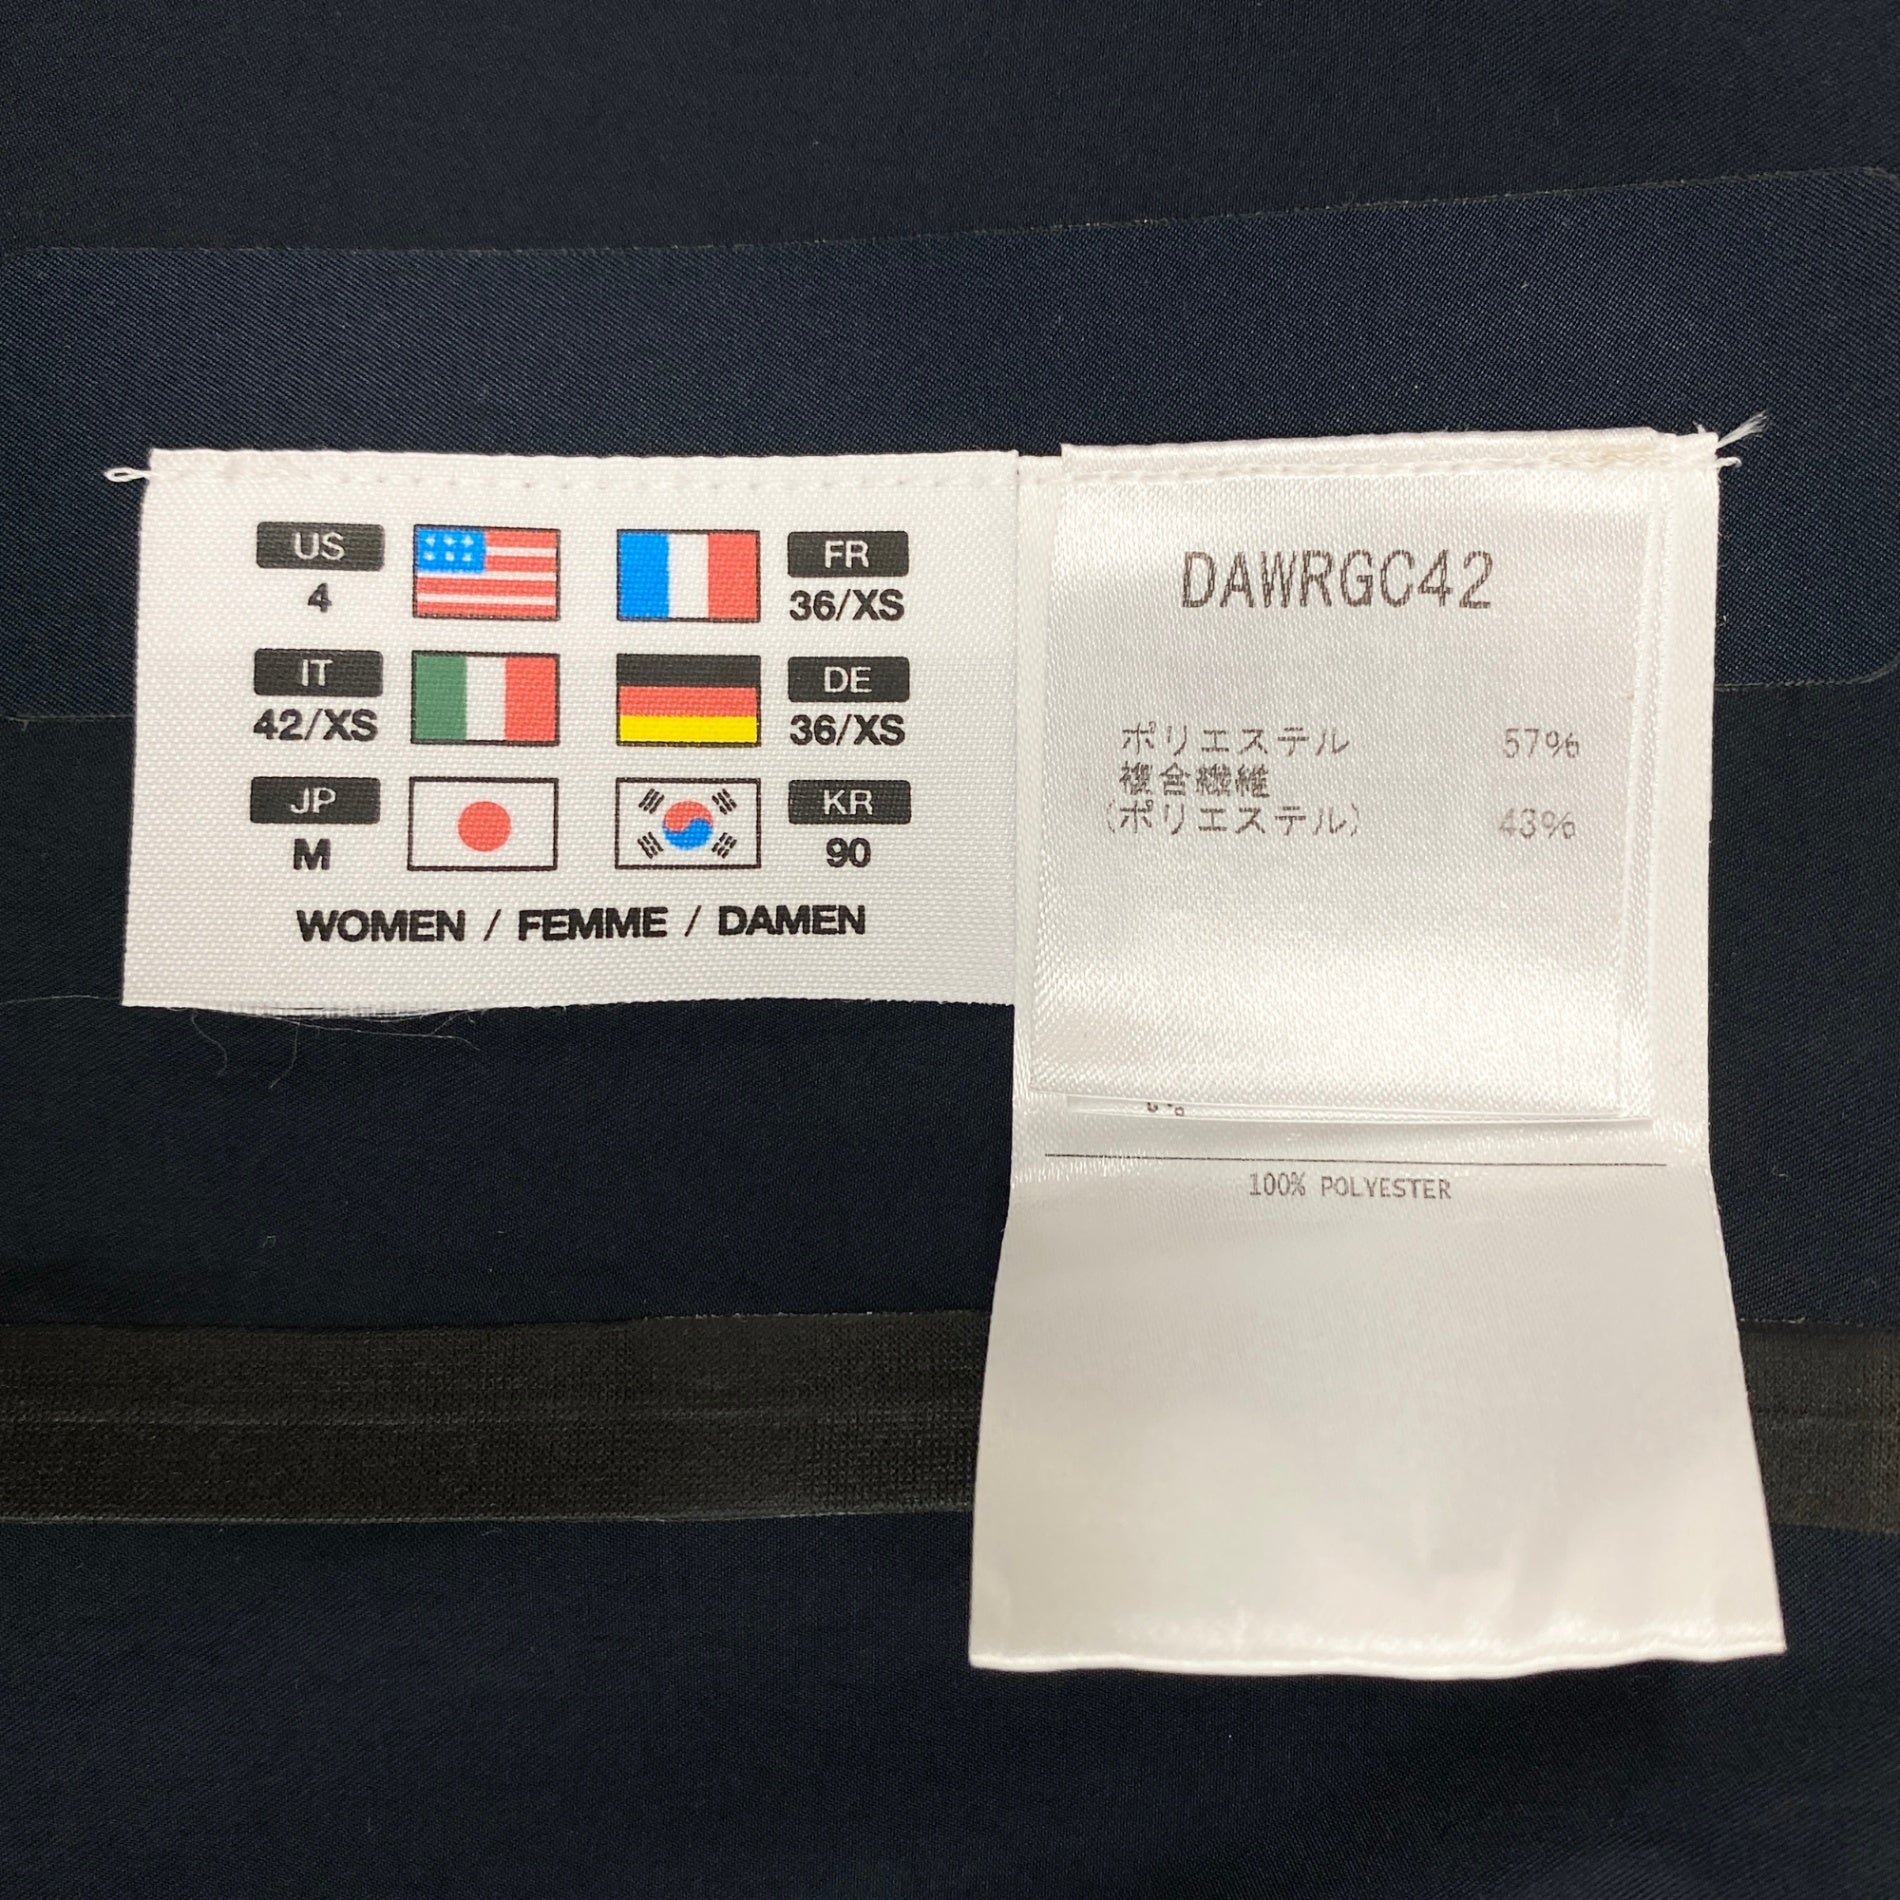 US
4
FR
36/XS
IT
42/XS
DE
36/XS
JP
M
KR
90
WOMEN / FEMME / DAMEN
DAWRGC42
ポリエステル 57%
複合繊維
(ポリエステル) 43%
100% POLYESTER